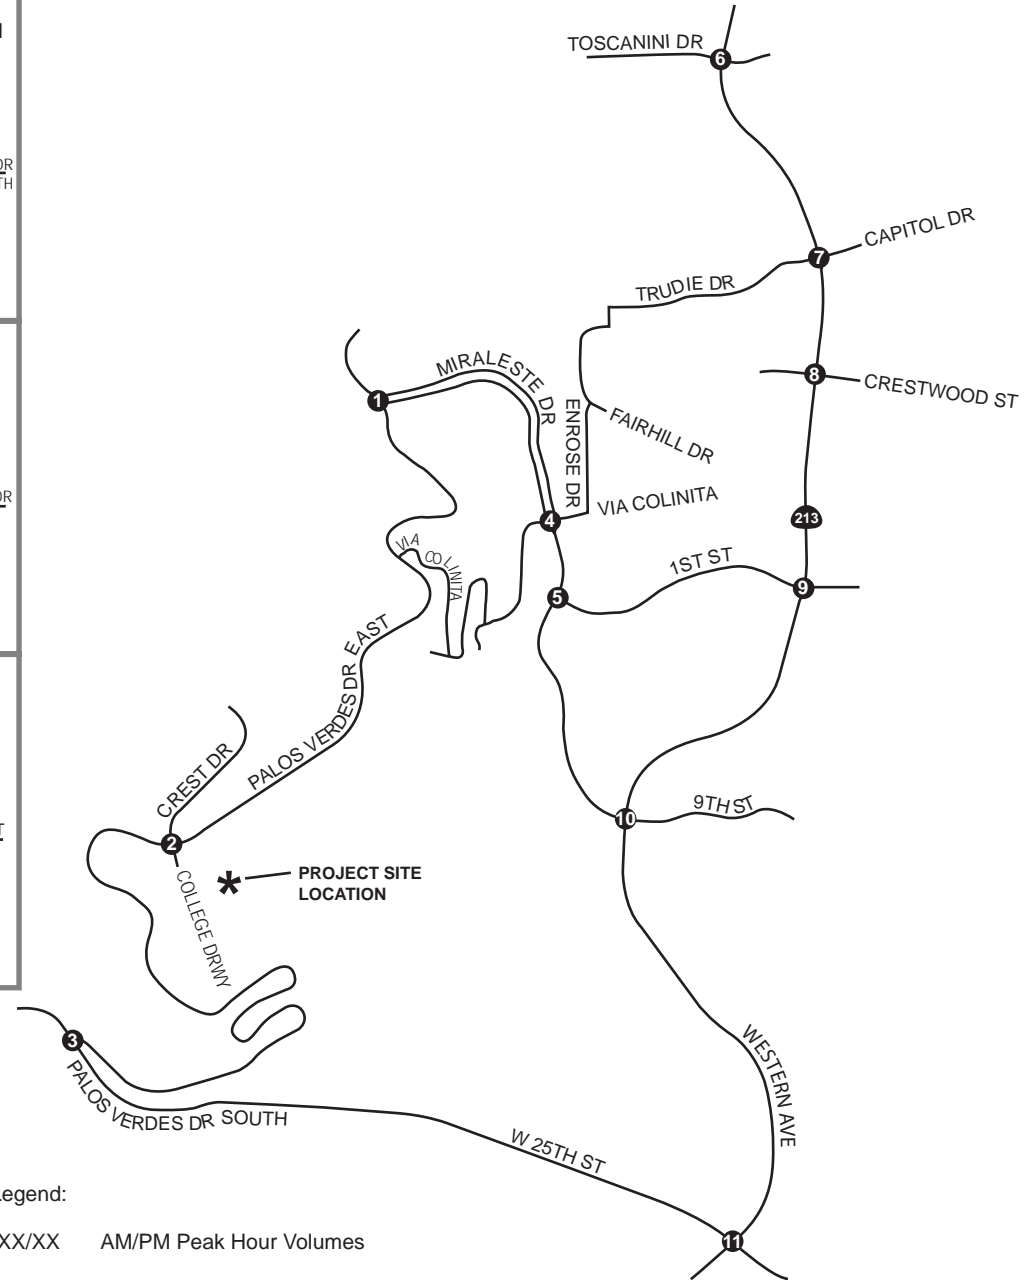 TOSCANINI DR
6
DR
TH
CAPITOL DR
7
TRUDIE DR
MIRALESTE DR
8
CRESTWOOD ST
1
ENROSE DR
FAIRHILL DR
DR
VIA COLINITA
4
213
VIA COLINITA
1ST ST
5
9
PALOS VERDES DR EAST
CREST DR
9TH ST
10
2
PROJECT SITE
LOCATION
*
COLLEGE DRWY
3
PALOS VERDES DR SOUTH
WESTERN AVE
W 25TH ST
Legend:
XX/XX AM/PM Peak Hour Volumes
11